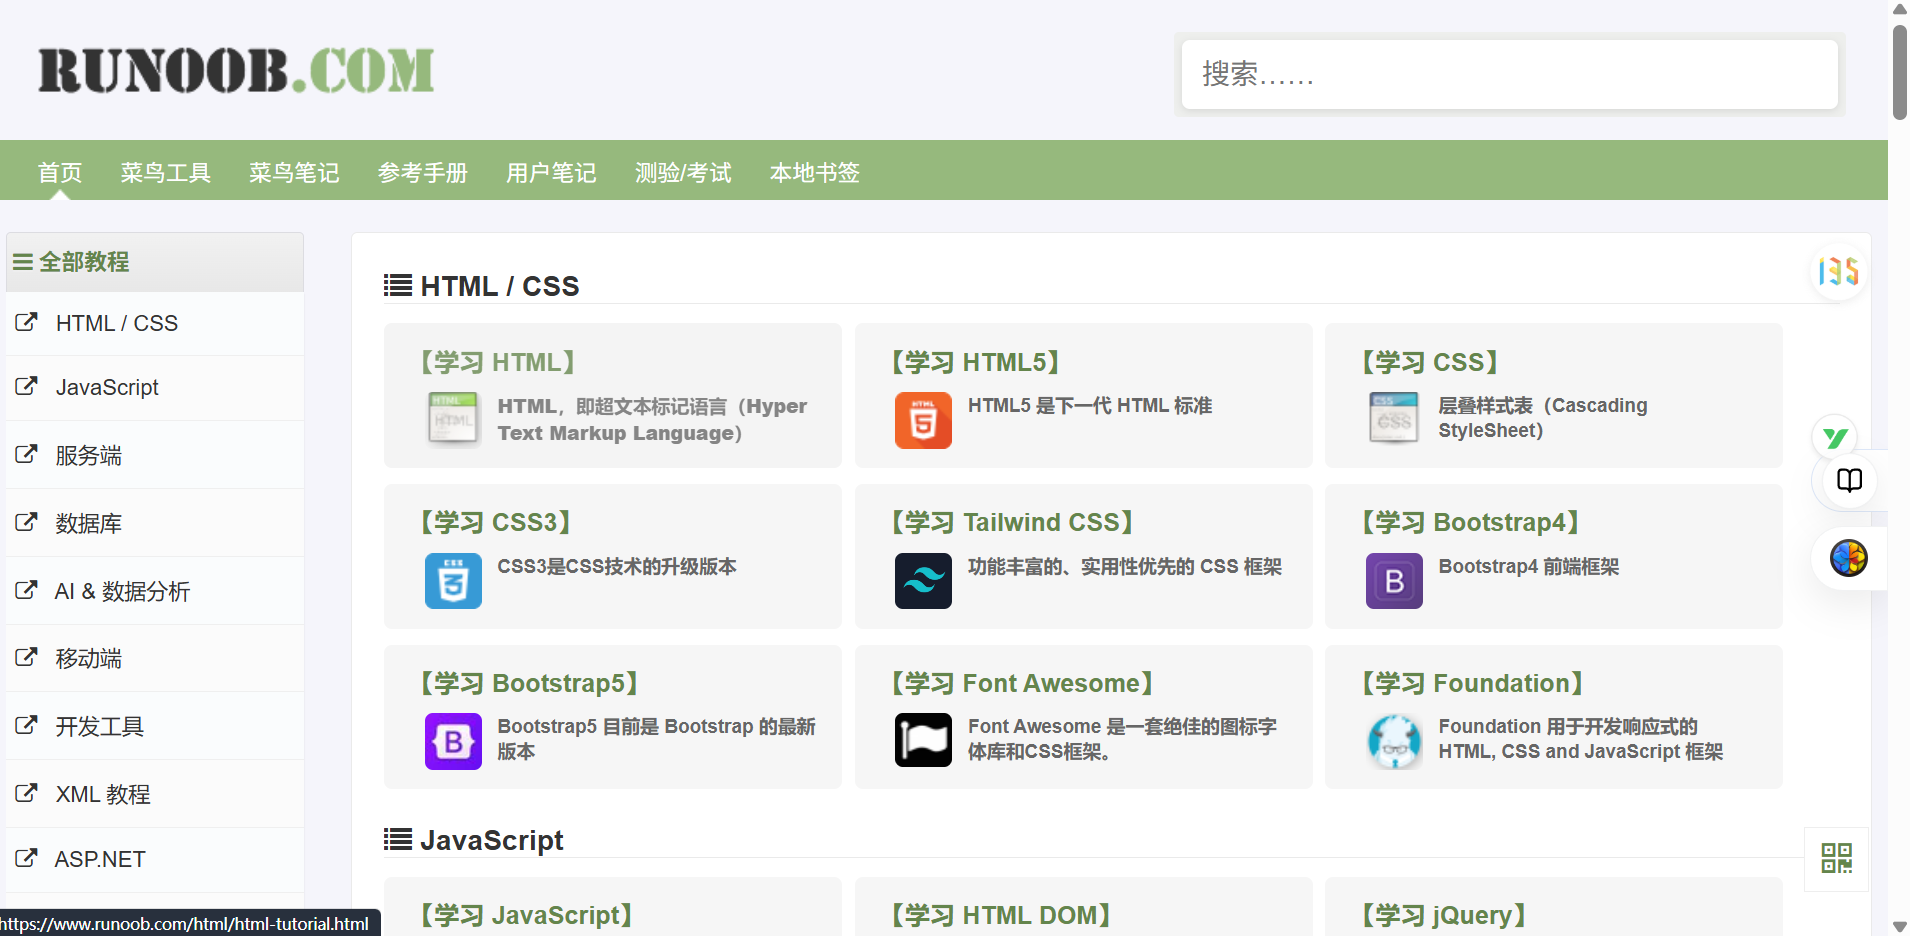 RUNOOB.COM
搜索……
首页 菜鸟工具 菜鸟笔记 参考手册 用户笔记 测验/考试 本地书签
全部教程
HTML / CSS
JavaScript
服务端
数据库
AI & 数据分析
移动端
开发工具
XML 教程
ASP.NET
HTML / CSS
【学习 HTML】
HTML
HTML
HTML，即超文本标记语言（Hyper
Text Markup Language）
【学习 HTML5】
HTML
5
HTML5 是下一代 HTML 标准
【学习 CSS】
CSS
CSS
层叠样式表（Cascading
StyleSheet）
【学习 CSS3】
CSS
3
CSS3是CSS技术的升级版本
【学习 Tailwind CSS】
功能丰富的、实用性优先的 CSS 框架
【学习 Bootstrap4】
B
Bootstrap4 前端框架
【学习 Bootstrap5】
B
Bootstrap5 目前是 Bootstrap 的最新
版本
【学习 Font Awesome】
Font Awesome 是一套绝佳的图标字
体库和CSS框架。
【学习 Foundation】
Foundation 用于开发响应式的
HTML, CSS and JavaScript 框架
JavaScript
【学习 JavaScript】
【学习 HTML DOM】
【学习 jQuery】
135
https://www.runoob.com/html/html-tutorial.html